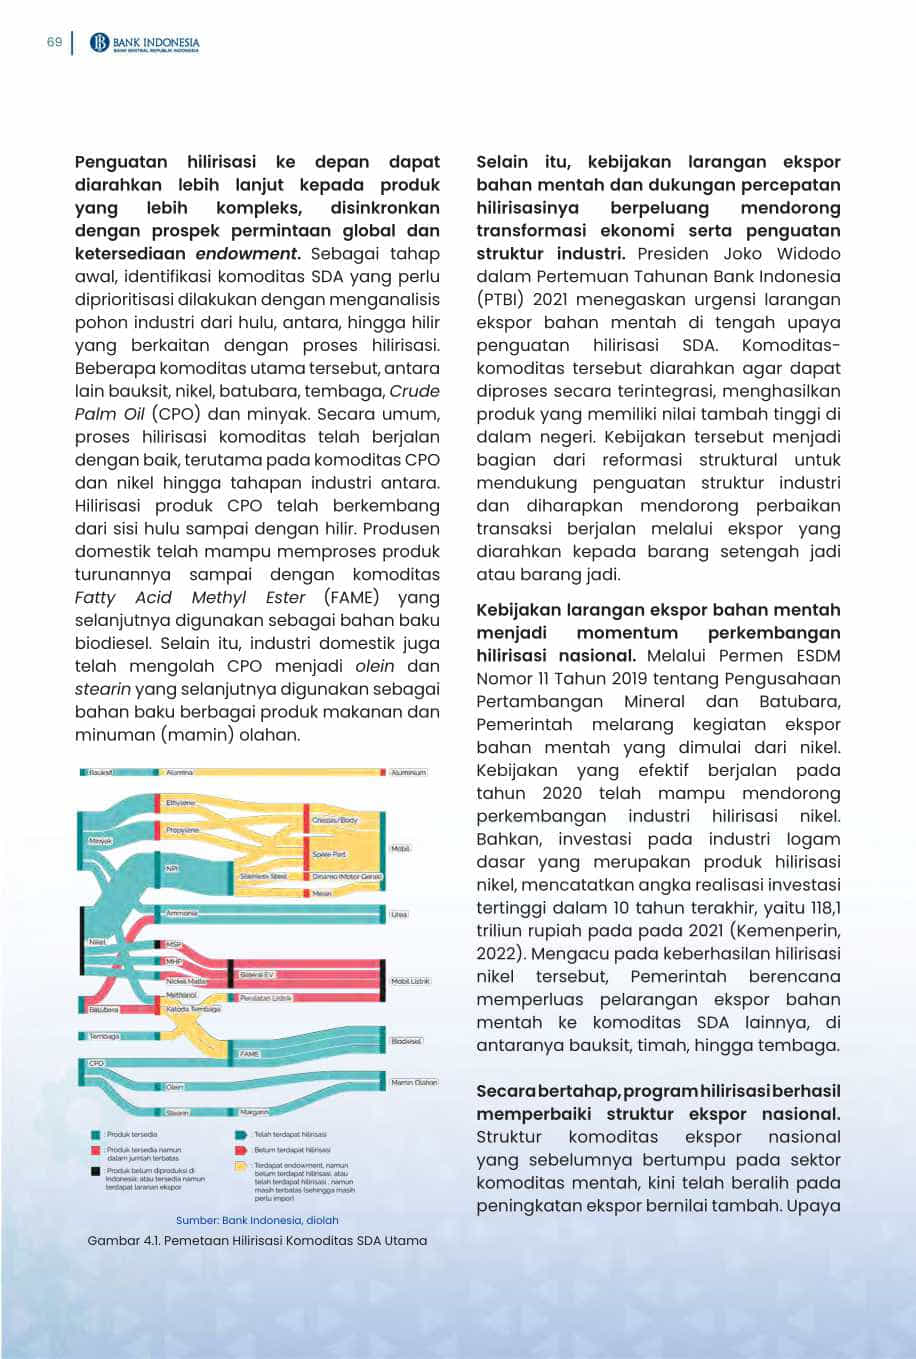 69
BANK INDONESIA
BANK SENTRAL REPUBLIK INDONESIA
Penguatan hilirisasi ke depan dapat
diarahkan lebih lanjut kepada produk
yang lebih kompleks, disinkronkan
dengan prospek permintaan global dan
ketersediaan endowment. Sebagai tahap
awal, identifikasi komoditas SDA yang perlu
diprioritisasi dilakukan dengan menganalisis
pohon industri dari hulu, antara, hingga hilir
yang berkaitan dengan proses hilirisasi.
Beberapa komoditas utama tersebut, antara
lain bauksit, nikel, batubara, tembaga, Crude
Palm Oil (CPO) dan minyak. Secara umum,
proses hilirisasi komoditas telah berjalan
dengan baik, terutama pada komoditas CPO
dan nikel hingga tahapan industri antara.
Hilirisasi produk CPO telah berkembang
dari sisi hulu sampai dengan hilir. Produsen
domestik telah mampu memproses produk
turunannya sampai dengan komoditas
Fatty Acid Methyl Ester (FAME) yang
selanjutnya digunakan sebagai bahan baku
biodiesel. Selain itu, industri domestik juga
telah mengolah CPO menjadi olein dan
stearin yang selanjutnya digunakan sebagai
bahan baku berbagai produk makanan dan
minuman (mamin) olahan.
Bauksit
Alumina
Aluminium
Ethylene
Chassis/Body
Propylene
Minyak
Mobil
Spare Part
NPI
Stainless Steel
Dinamo (Motor Gerak)
Mesin
Ammonia
Urea
Nikel
MSP
MHP
Baterai EV
Nickel Matte
Mobil Listrik
Methanol
Peralatan Listrik
Batubara
Katoda Tembaga
Tembaga
Biodiesel
FAME
CPO
Olein
Mamin Olahan
Stearin
Margarin
: Produk tersedia
: Produk tersedia namun
dalam jumlah terbatas
: Produk belum diproduksi di
Indonesia atau tersedia namun
terdapat laranan ekspor
: Telah terdapat hilirisasi
: Belum terdapat hilirisasi
: Terdapat endowment, namun
belum terdapat hilirisasi, atau
telah terdapat hilirisasi , namun
masih terbatas (sehingga masih
perlu impor)
Sumber: Bank Indonesia, diolah
Gambar 4.1. Pemetaan Hilirisasi Komoditas SDA Utama
Selain itu, kebijakan larangan ekspor
bahan mentah dan dukungan percepatan
hilirisasinya berpeluang mendorong
transformasi ekonomi serta penguatan
struktur industri. Presiden Joko Widodo
dalam Pertemuan Tahunan Bank Indonesia
(PTBI) 2021 menegaskan urgensi larangan
ekspor bahan mentah di tengah upaya
penguatan hilirisasi SDA. Komoditas-
komoditas tersebut diarahkan agar dapat
diproses secara terintegrasi, menghasilkan
produk yang memiliki nilai tambah tinggi di
dalam negeri. Kebijakan tersebut menjadi
bagian dari reformasi struktural untuk
mendukung penguatan struktur industri
dan diharapkan mendorong perbaikan
transaksi berjalan melalui ekspor yang
diarahkan kepada barang setengah jadi
atau barang jadi.
Kebijakan larangan ekspor bahan mentah
menjadi momentum perkembangan
hilirisasi nasional. Melalui Permen ESDM
Nomor 11 Tahun 2019 tentang Pengusahaan
Pertambangan Mineral dan Batubara,
Pemerintah melarang kegiatan ekspor
bahan mentah yang dimulai dari nikel.
Kebijakan yang efektif berjalan pada
tahun 2020 telah mampu mendorong
perkembangan industri hilirisasi nikel.
Bahkan, investasi pada industri logam
dasar yang merupakan produk hilirisasi
nikel, mencatatkan angka realisasi investasi
tertinggi dalam 10 tahun terakhir, yaitu 118,1
triliun rupiah pada pada 2021 (Kemenperin,
2022). Mengacu pada keberhasilan hilirisasi
nikel tersebut, Pemerintah berencana
memperluas pelarangan ekspor bahan
mentah ke komoditas SDA lainnya, di
antaranya bauksit, timah, hingga tembaga.
Secara bertahap, program hilirisasi berhasil
memperbaiki struktur ekspor nasional.
Struktur komoditas ekspor nasional
yang sebelumnya bertumpu pada sektor
komoditas mentah, kini telah beralih pada
peningkatan ekspor bernilai tambah. Upaya